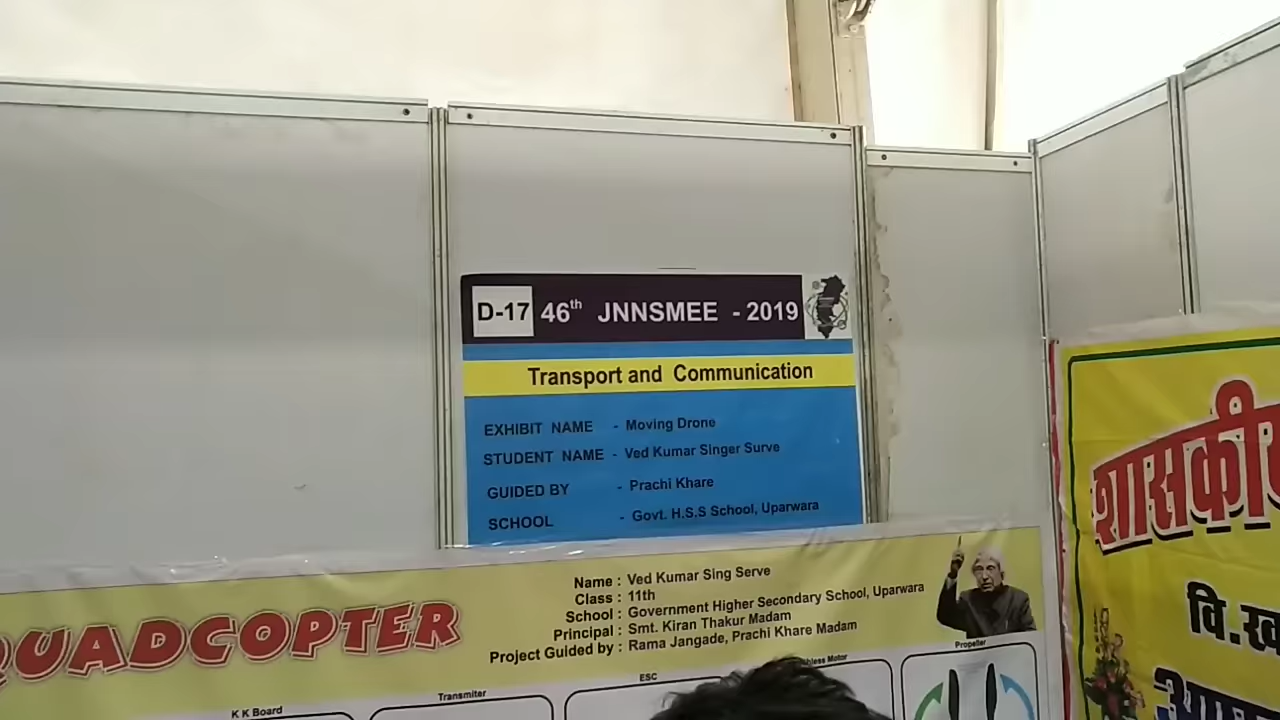 D-17 46th JNNSMEE - 2019
Transport and Communication
EXHIBIT NAME - Moving Drone
STUDENT NAME - Ved Kumar Singer Surve
GUIDED BY - Prachi Khare
SCHOOL - Govt. H.S.S School, Uparwara
QUADCOPTER
Name : Ved Kumar Sing Serve
Class : 11th
School : Government Higher Secondary School, Uparwara
Principal : Smt. Kiran Thakur Madam
Project Guided by : Rama Jangade, Prachi Khare Madam
K K Board
Transmiter
ESC
Motor
Propeller
शासकीय
वि.ख